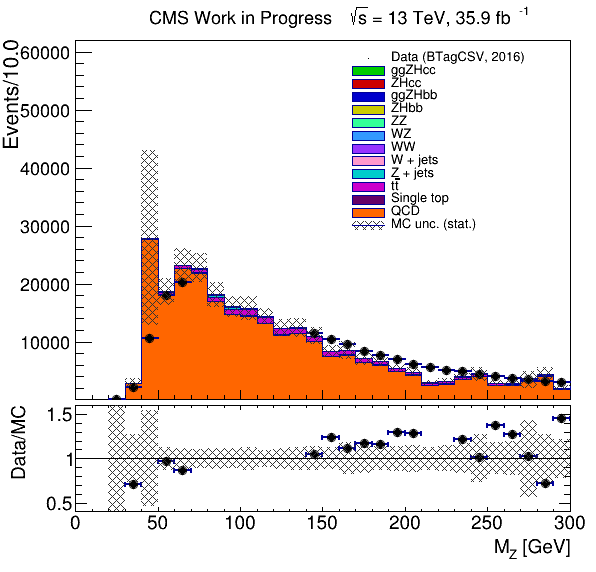 CMS Work in Progress √s = 13 TeV, 35.9 fb -1
Events/10.0
60000
50000
40000
30000
20000
10000
Data (BTagCSV, 2016)
ggZHcc
ZHcc
ggZHbb
ZHbb
ZZ
WZ
WW
W + jets
Z + jets
tt
Single top
QCD
MC unc. (stat.)
Data/MC
1.5
1
0.5
0 50 100 150 200 250 300
MZ [GeV]